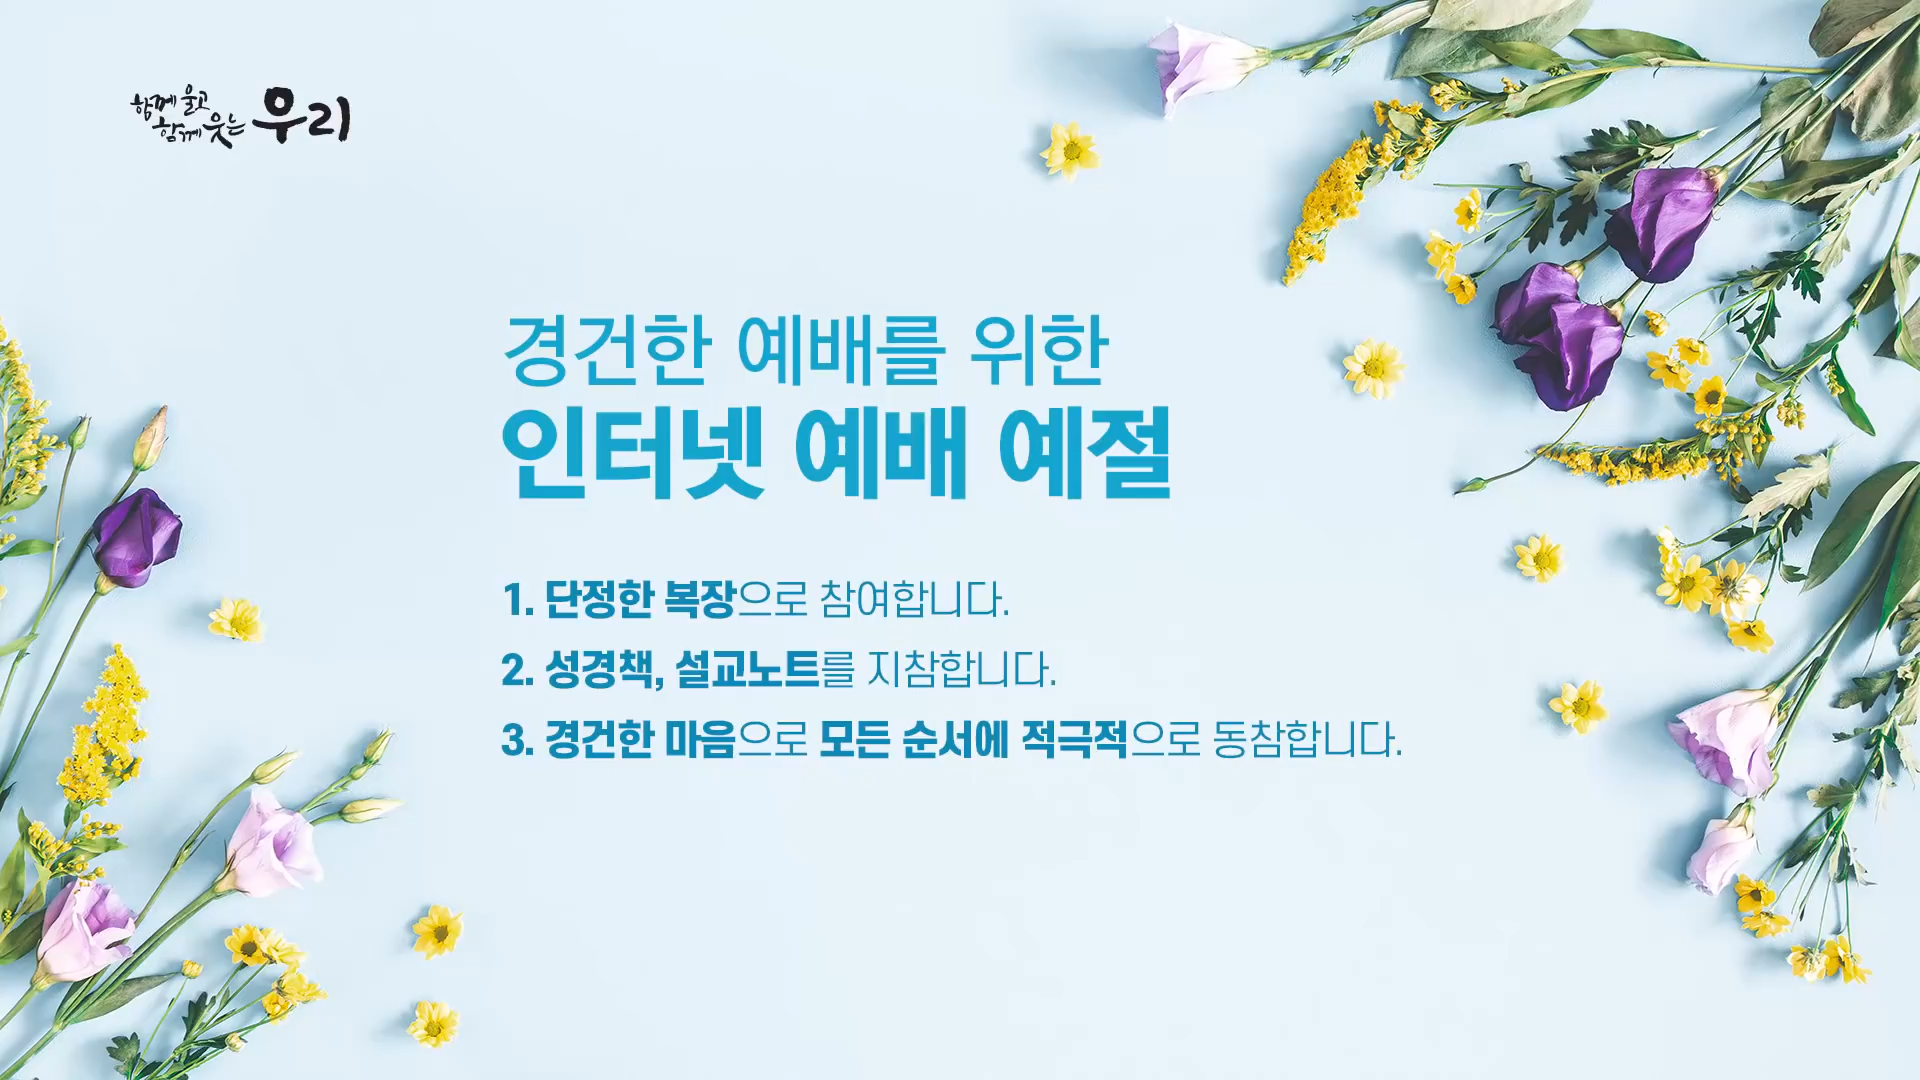 함께 울고
함께 웃는 우리
경건한 예배를 위한
인터넷 예배 예절
1. 단정한 복장으로 참여합니다.
2. 성경책, 설교노트를 지참합니다.
3. 경건한 마음으로 모든 순서에 적극적으로 동참합니다.